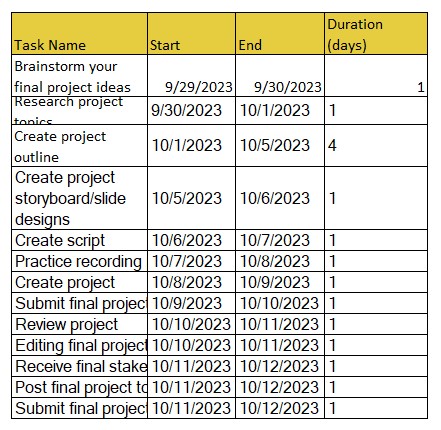 Task Name Start End Duration (days)
Brainstorm your
final project ideas 9/29/2023 9/30/2023 1
Research project
topics 9/30/2023 10/1/2023 1
Create project
outline 10/1/2023 10/5/2023 4
Create project
storyboard/slide
designs 10/5/2023 10/6/2023 1
Create script 10/6/2023 10/7/2023 1
Practice recording 10/7/2023 10/8/2023 1
Create project 10/8/2023 10/9/2023 1
Submit final project 10/9/2023 10/10/2023 1
Review project 10/10/2023 10/11/2023 1
Editing final project 10/10/2023 10/11/2023 1
Receive final stake 10/11/2023 10/12/2023 1
Post final project to 10/11/2023 10/12/2023 1
Submit final project 10/11/2023 10/12/2023 1